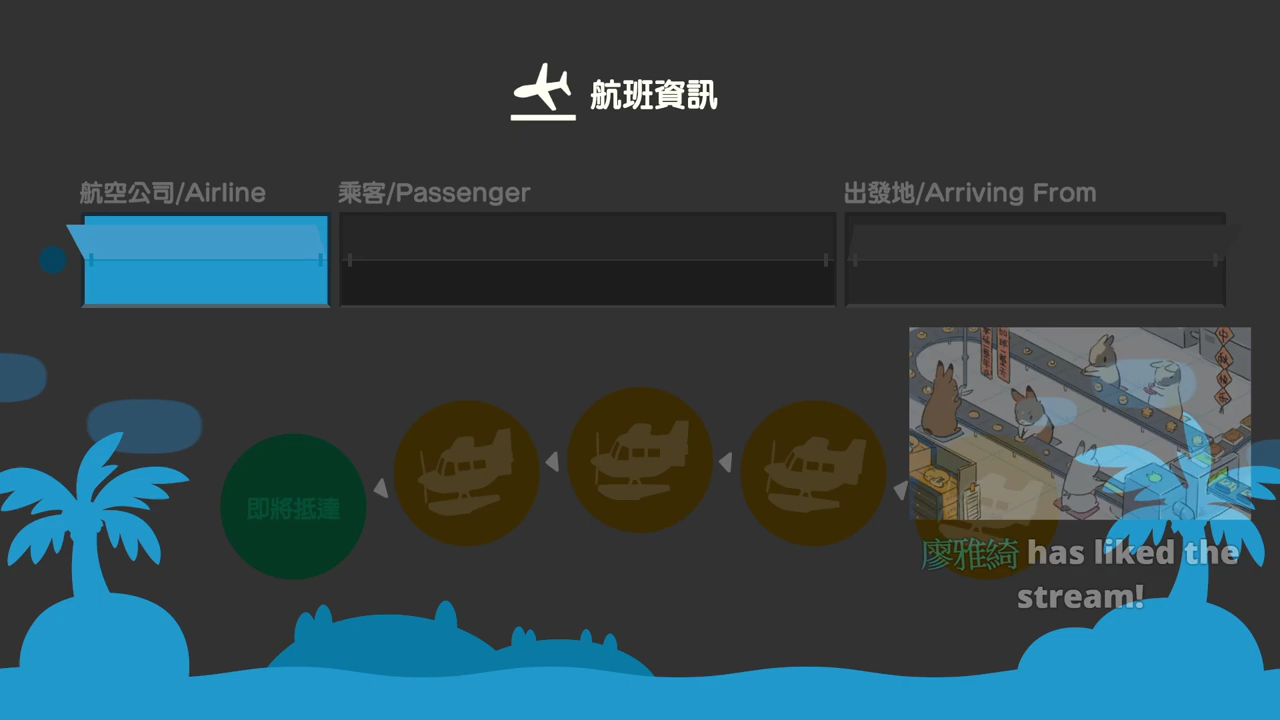 航班資訊
航空公司/Airline
乘客/Passenger
出發地/Arriving From
即將抵達
廖雅綺 has liked the
stream!